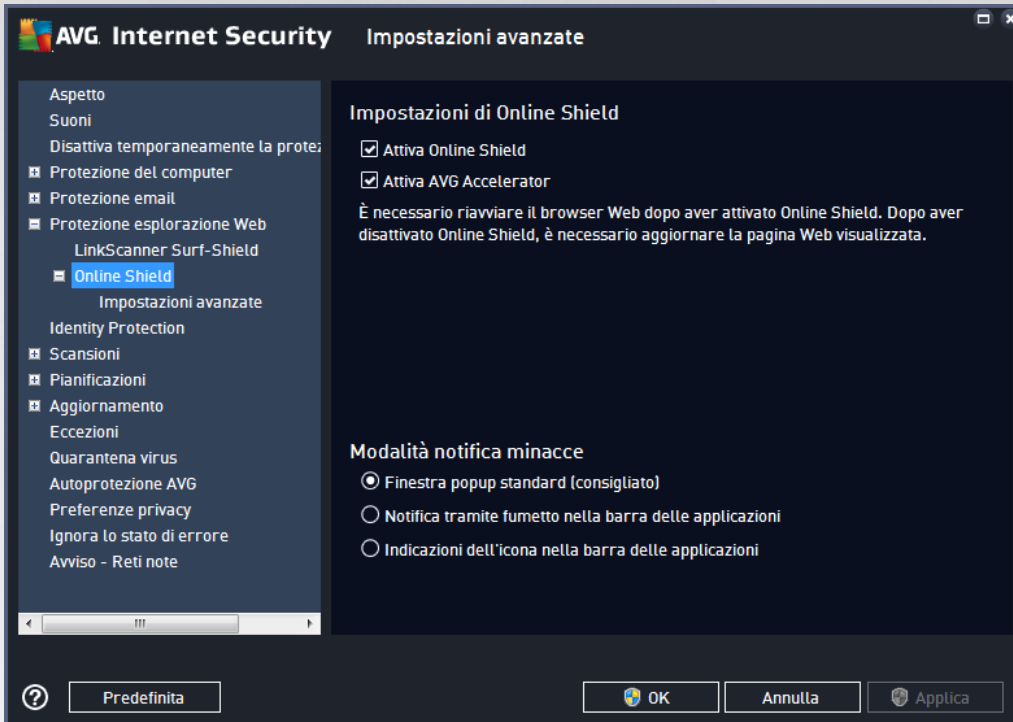 AVG Internet Security Impostazioni avanzate
Aspetto
Suoni
Disattiva temporaneamente la
Protezione del computer
Protezione email
Protezione esplorazione Web
LinkScanner Surf-Shield
Online Shield
Impostazioni avanzate
Identity Protection
Scansioni
Pianificazioni
Aggiornamento
Eccezioni
Quarantena virus
Autoprotezione AVG
Preferenze privacy
Ignora lo stato di errore
Avviso - Reti note
Impostazioni di Online Shield
Attiva Online Shield
Attiva AVG Accelerator
È necessario riavviare il browser Web dopo aver attivato Online Shield. Dopo aver
disattivato Online Shield, è necessario aggiornare la pagina Web visualizzata.
Modalità notifica minacce
Finestra popup standard (consigliato)
Notifica tramite fumetto nella barra delle applicazioni
Indicazioni dell'icona nella barra delle applicazioni
?
Predefinita
OK
Annulla
Applica